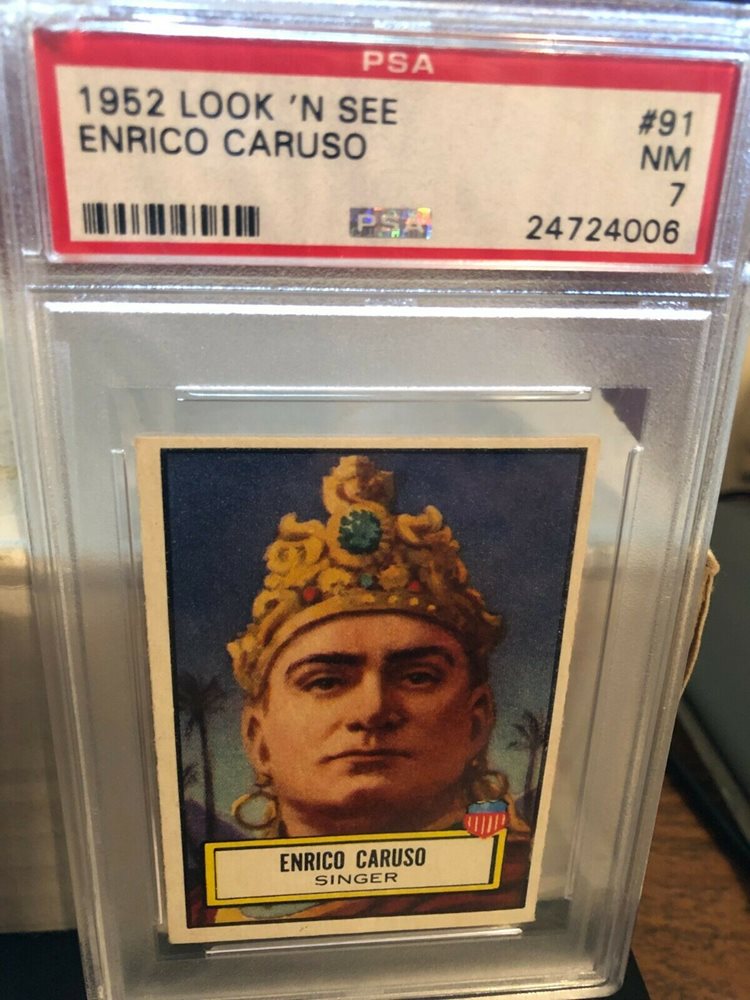 PSA
1952 LOOK 'N SEE #91
ENRICO CARUSO NM
7
PSA 24724006
ENRICO CARUSO
SINGER